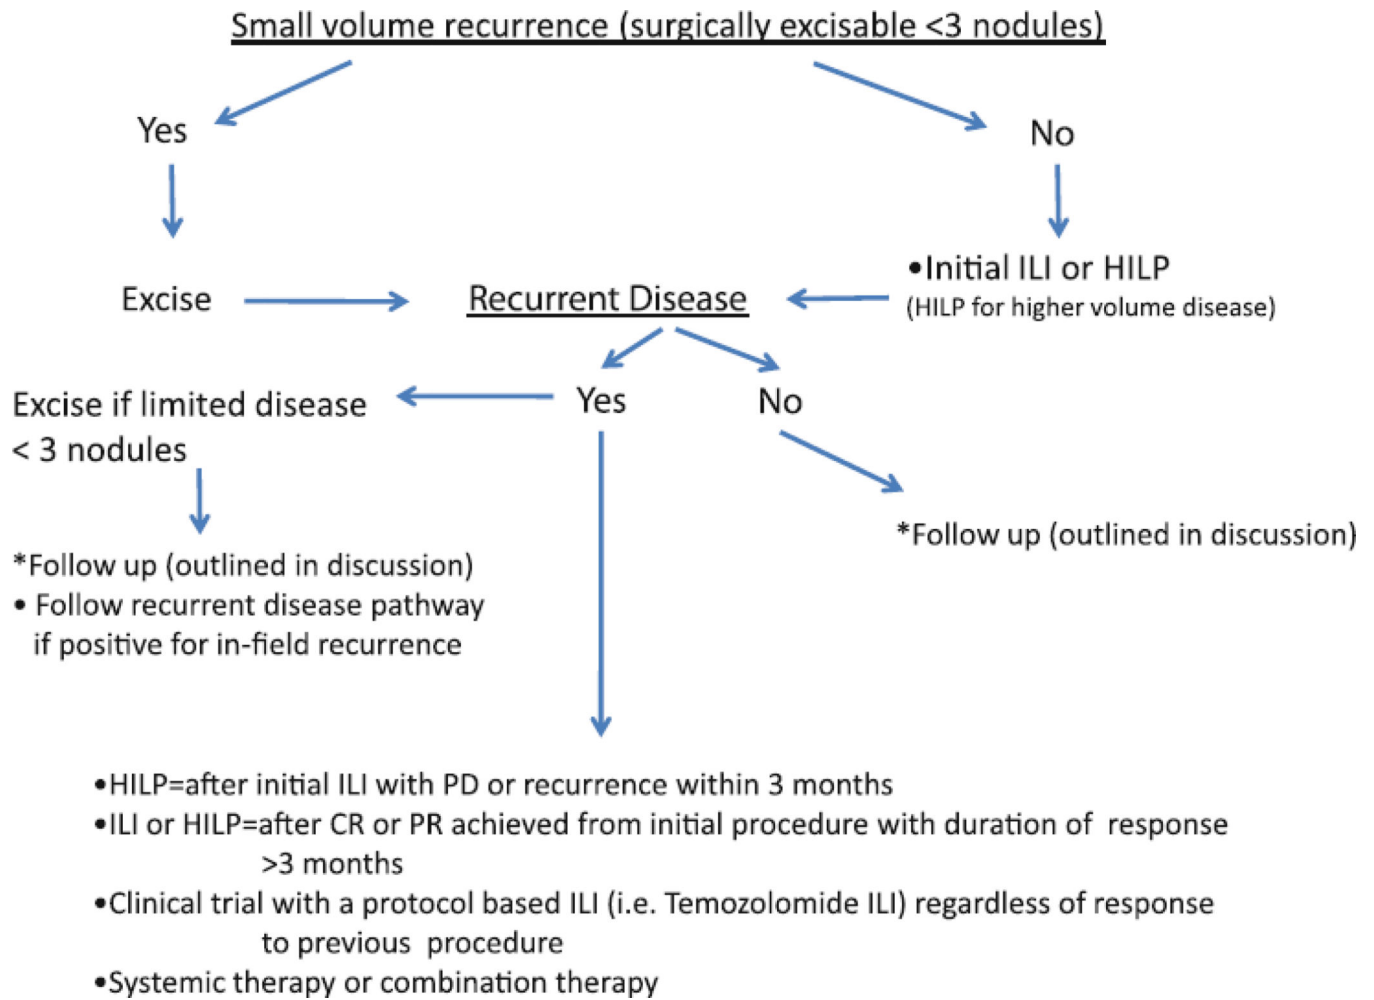 Small volume recurrence (surgically excisable <3 nodules)
Yes
No
Excise
Recurrent Disease
•Initial ILI or HILP
(HILP for higher volume disease)
Excise if limited disease
< 3 nodules
Yes
No
*Follow up (outlined in discussion)
*Follow up (outlined in discussion)
• Follow recurrent disease pathway
if positive for in-field recurrence
•HILP=after initial ILI with PD or recurrence within 3 months
•ILI or HILP=after CR or PR achieved from initial procedure with duration of response
>3 months
•Clinical trial with a protocol based ILI (i.e. Temozolomide ILI) regardless of response
to previous procedure
•Systemic therapy or combination therapy